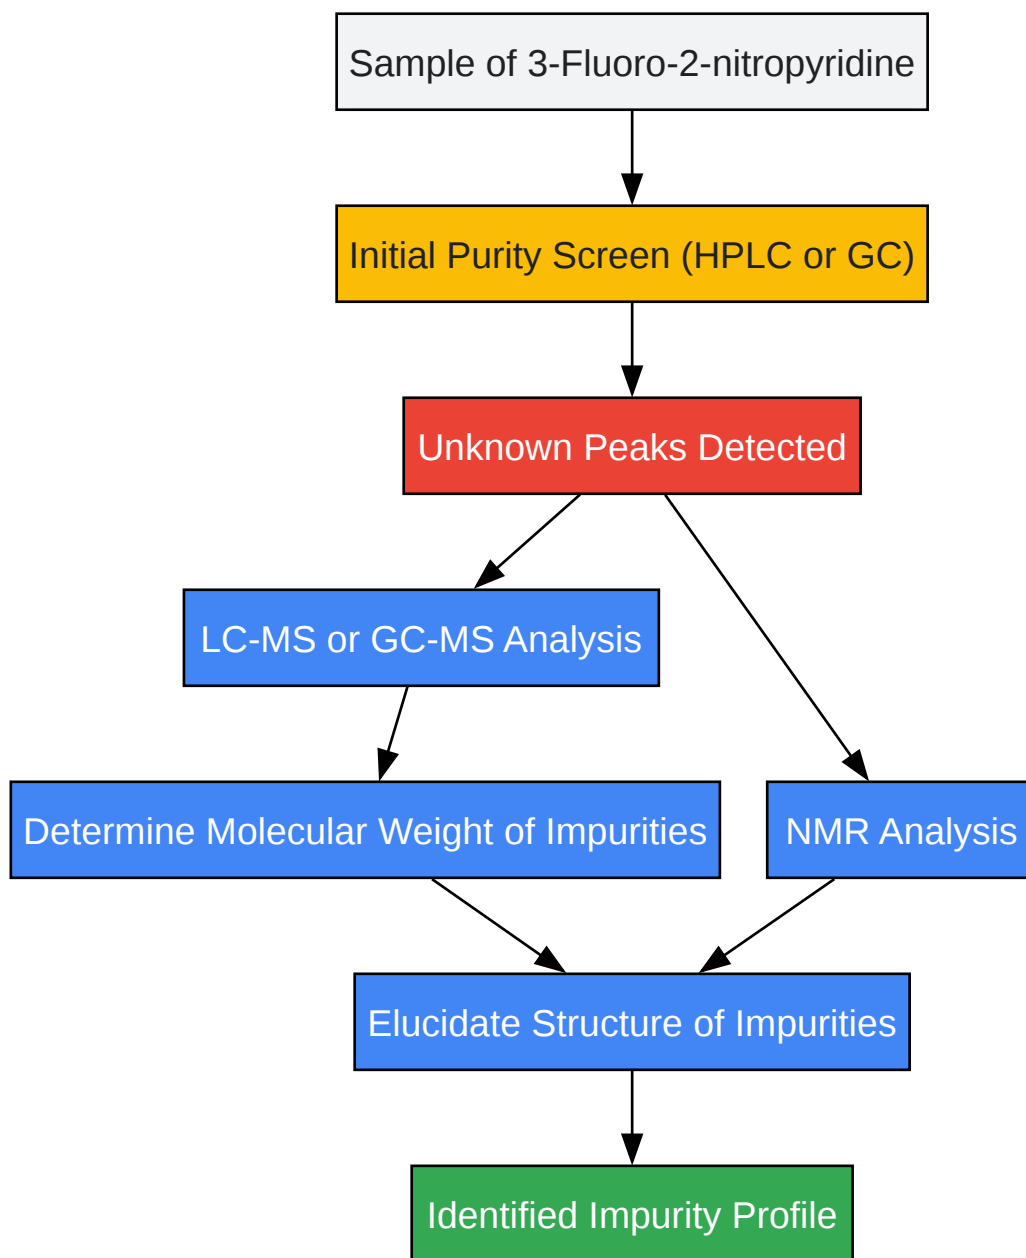 Sample of 3-Fluoro-2-nitropyridine
Initial Purity Screen (HPLC or GC)
Unknown Peaks Detected
LC-MS or GC-MS Analysis
Determine Molecular Weight of Impurities
NMR Analysis
Elucidate Structure of Impurities
Identified Impurity Profile